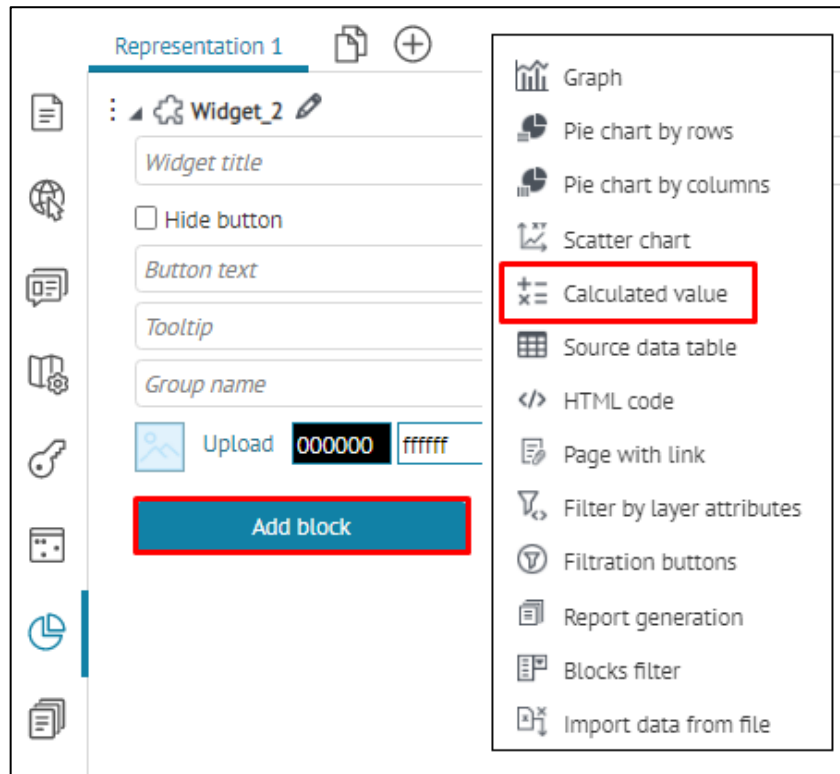 Representation 1
Widget_2
Widget title
Hide button
Button text
Tooltip
Group name
Upload 000000 ffffff
Add block
Graph
Pie chart by rows
Pie chart by columns
Scatter chart
Calculated value
Source data table
HTML code
Page with link
Filter by layer attributes
Filtration buttons
Report generation
Blocks filter
Import data from file